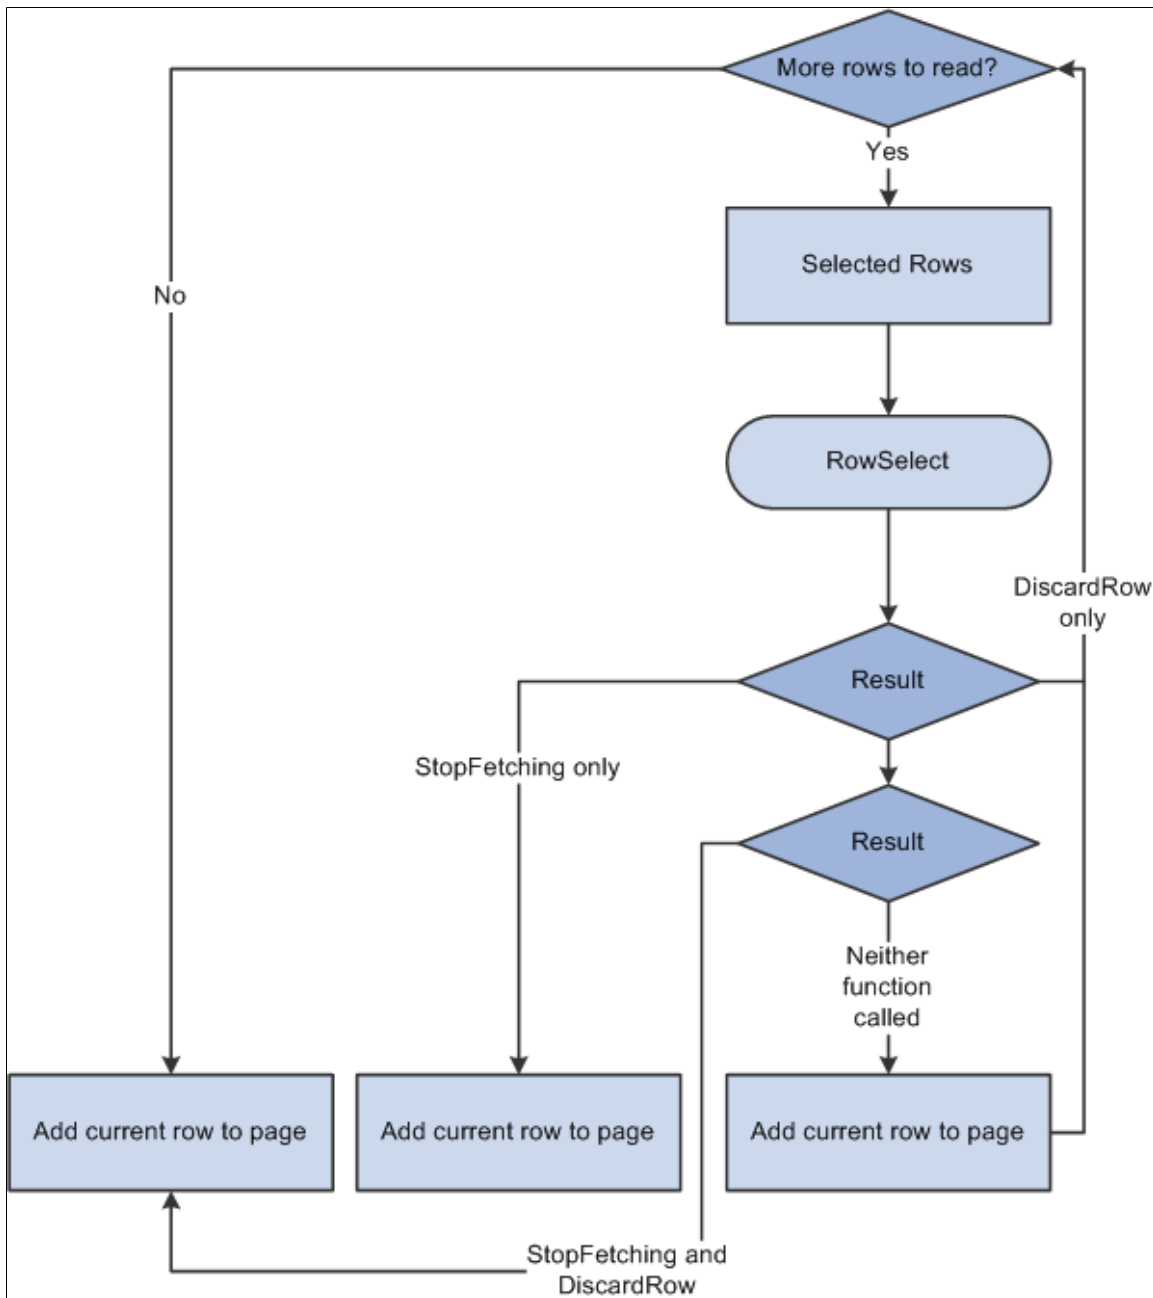 More rows to read?
Yes
Selected Rows
No
RowSelect
DiscardRow
only
Result
StopFetching only
Result
Neither
function
called
Add current row to page
Add current row to page
Add current row to page
StopFetching and
DiscardRow